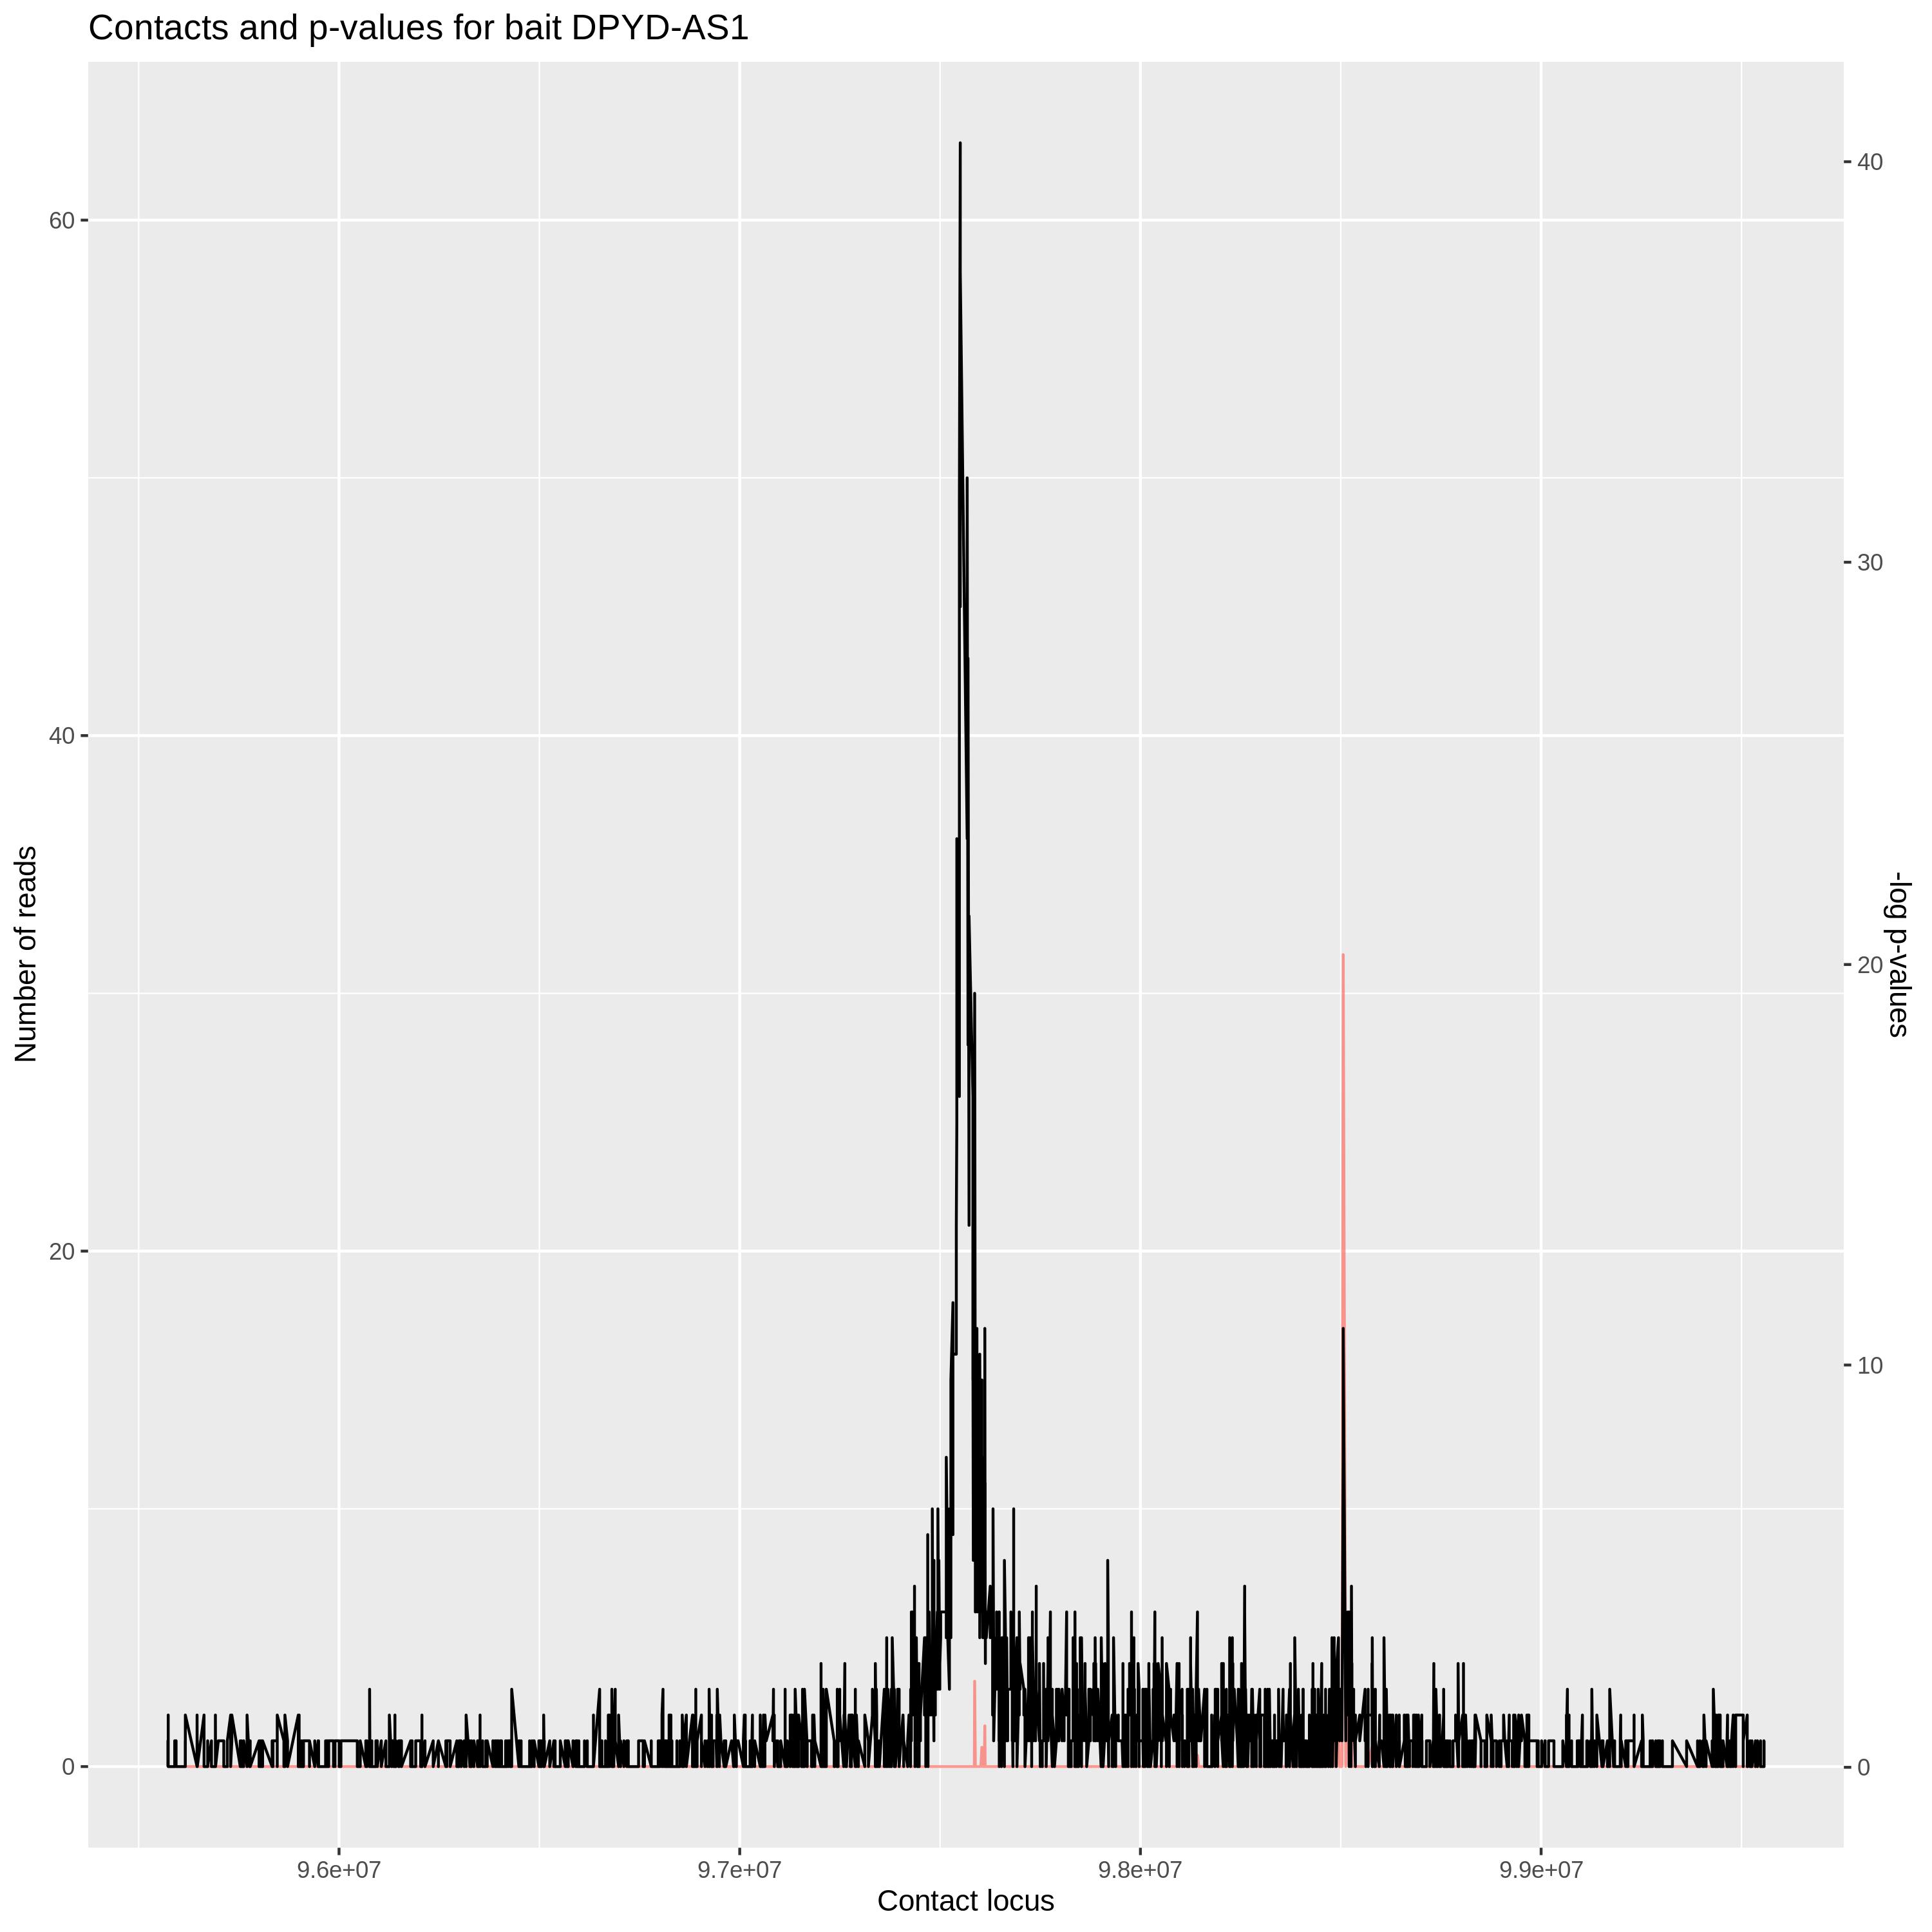 Contacts and p-values for bait DPYD-AS1
60
40
20
0
Number of reads
40
30
20
10
0
-log p-values
9.6e+07
9.7e+07
9.8e+07
9.9e+07
Contact locus